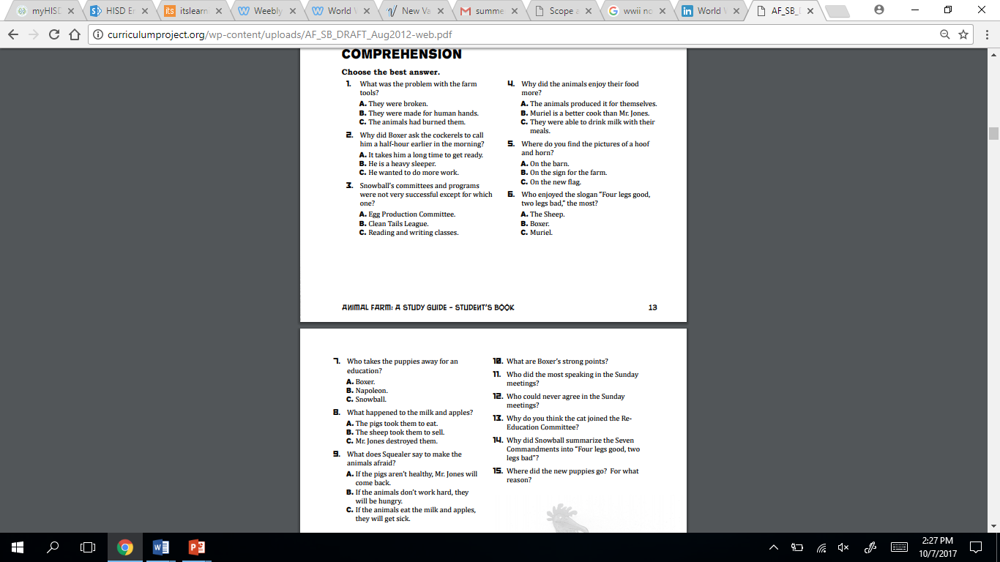 myHISD
HISD E
its
itslearn
Weebly
World
New Va
summe
Scope a
wwii nc
World
AF_SB_
curriculumproject.org/wp-content/uploads/AF_SB_DRAFT_Aug2012-web.pdf
COMPREHENSION
Choose the best answer.
1. What was the problem with the farm
tools?
A. They were broken.
B. They were made for human hands.
C. The animals had burned them.
2. Why did Boxer ask the cockerels to call
him a half-hour earlier in the morning?
A. It takes him a long time to get ready.
B. He is a heavy sleeper.
C. He wanted to do more work.
3. Snowball's committees and programs
were not very successful except for which
one?
A. Egg Production Committee.
B. Clean Tails League.
C. Reading and writing classes.
4. Why did the animals enjoy their food
more?
A. The animals produced it for themselves.
B. Muriel is a better cook than Mr. Jones.
C. They were able to drink milk with their
meals.
5. Where do you find the pictures of a hoof
and horn?
A. On the barn.
B. On the sign for the farm.
C. On the new flag.
6. Who enjoyed the slogan “Four legs good,
two legs bad,” the most?
A. The Sheep.
B. Boxer.
C. Muriel.
ANIMAL FARM: A STUDY GUIDE – STUDENT'S BOOK 13
7. Who takes the puppies away for an
education?
A. Boxer.
B. Napoleon.
C. Snowball.
8. What happened to the milk and apples?
A. The pigs took them to eat.
B. The sheep took them to sell.
C. Mr. Jones destroyed them.
9. What does Squealer say to make the
animals afraid?
A. If the pigs aren't healthy, Mr. Jones will
come back.
B. If the animals don't work hard, they
will be hungry.
C. If the animals eat the milk and apples,
they will get sick.
10. What are Boxer's strong points?
11. Who did the most speaking in the Sunday
meetings?
12. Who could never agree in the Sunday
meetings?
13. Why do you think the cat joined the Re-
Education Committee?
14. Why did Snowball summarize the Seven
Commandments into “Four legs good, two
legs bad”?
15. Where did the new puppies go? For what
reason?
2:27 PM
10/7/2017